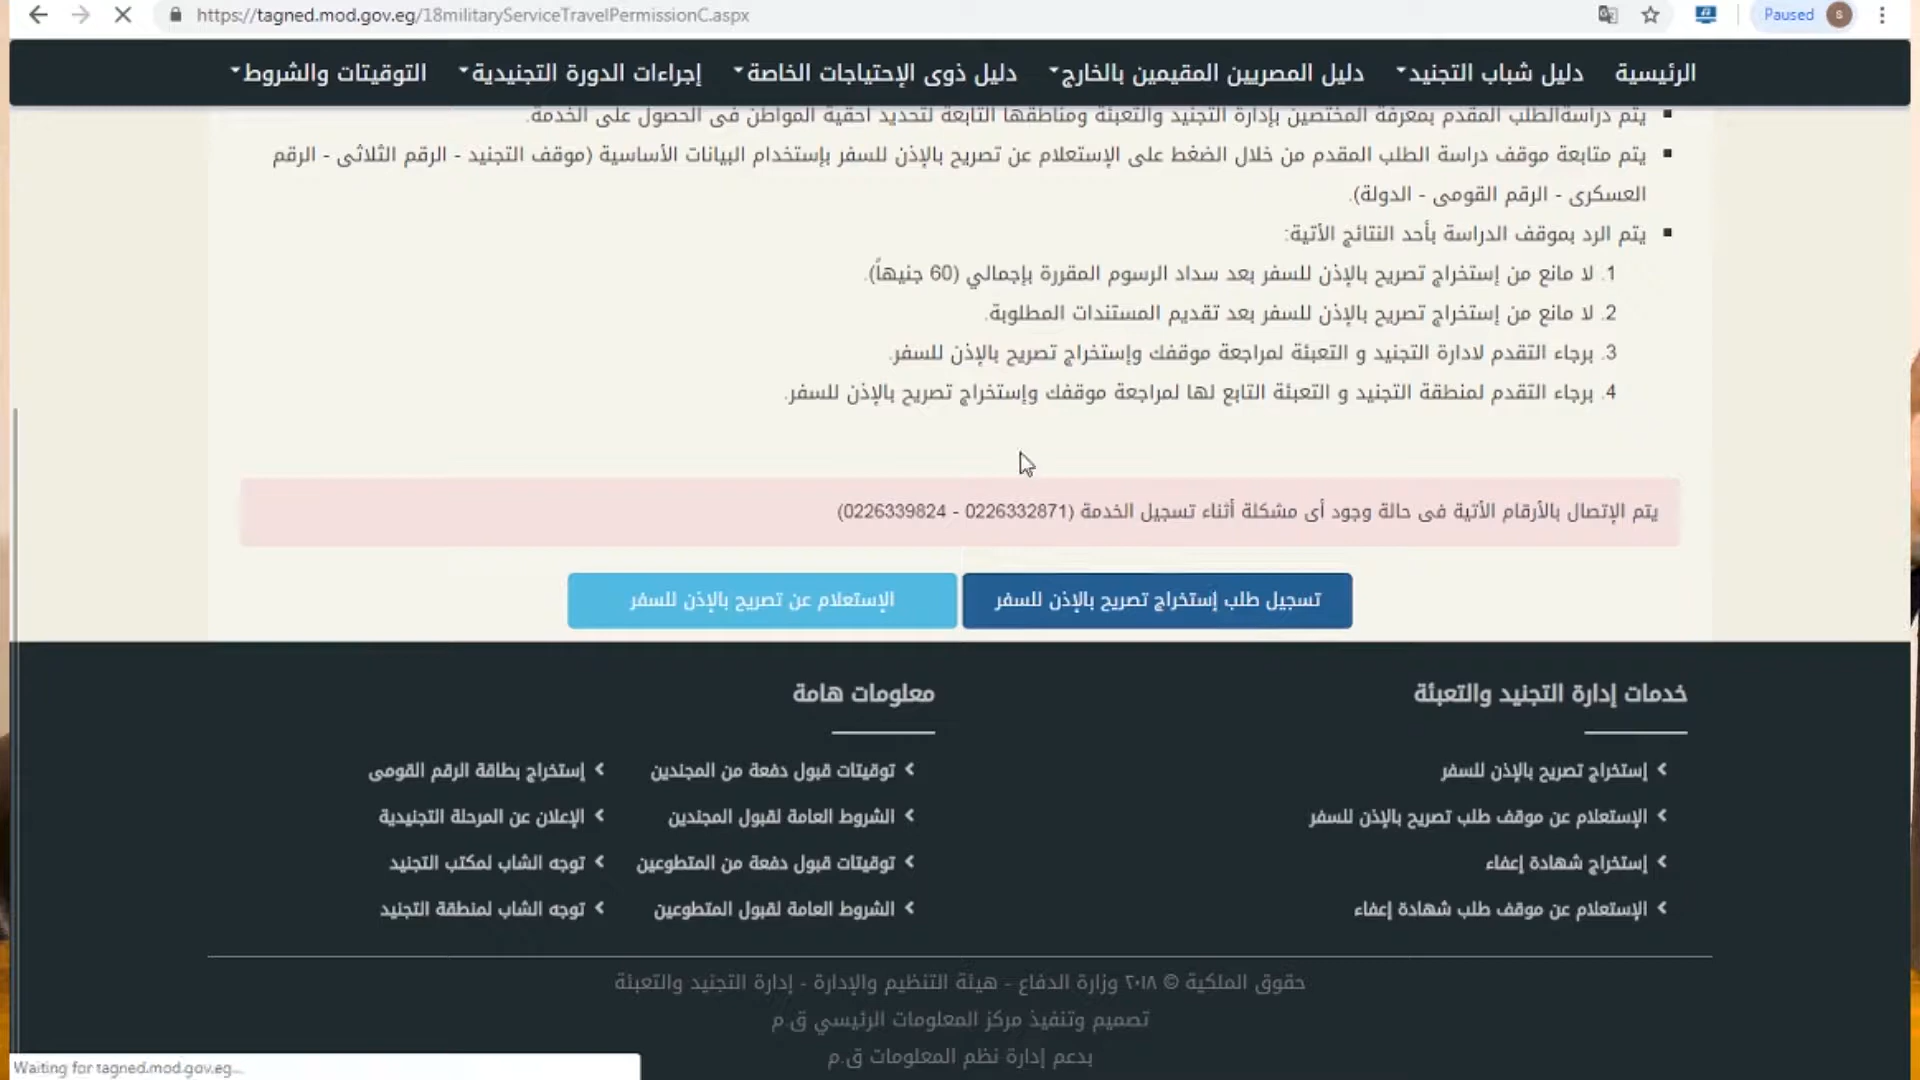 https://tagned.mod.gov.eg/18militaryServiceTravelPermissionC.aspx
Paused
s
الرئيسية
دليل شباب التجنيد
دليل المصريين المقيمين بالخارج
دليل ذوى الإحتياجات الخاصة
إجراءات الدورة التجنيدية
التوقيتات والشروط
يتم دراسةالطلب المقدم بمعرفة المختصين بإدارة التجنيد والتعبئة ومناطقها التابعة لتحديد أحقية المواطن فى الحصول على الخدمة.
يتم متابعة موقف دراسة الطلب المقدم من خلال الضغط على الإستعلام عن تصريح بالإذن للسفر بإستخدام البيانات الأساسية (موقف التجنيد - الرقم الثلاثى - الرقم
العسكرى - الرقم القومى - الدولة).
يتم الرد بموقف الدراسة بأحد النتائج الأتية:
1. لا مانع من إستخراج تصريح بالإذن للسفر بعد سداد الرسوم المقررة بإجمالي (60 جنيهاً).
2. لا مانع من إستخراج تصريح بالإذن للسفر بعد تقديم المستندات المطلوبة.
3. برجاء التقدم لادارة التجنيد و التعبئة لمراجعة موقفك وإستخراج تصريح بالإذن للسفر.
4. برجاء التقدم لمنطقة التجنيد و التعبئة التابع لها لمراجعة موقفك وإستخراج تصريح بالإذن للسفر.
يتم الإتصال بالأرقام الأتية فى حالة وجود أى مشكلة أثناء تسجيل الخدمة (0226332871 - 0226339824)
تسجيل طلب إستخراج تصريح بالإذن للسفر
الإستعلام عن تصريح بالإذن للسفر
خدمات إدارة التجنيد والتعبئة
إستخراج تصريح بالإذن للسفر
الإستعلام عن موقف طلب تصريح بالإذن للسفر
إستخراج شهادة إعفاء
الإستعلام عن موقف طلب شهادة إعفاء
معلومات هامة
توقيتات قبول دفعة من المجندين
الشروط العامة لقبول المجندين
توقيتات قبول دفعة من المتطوعين
الشروط العامة لقبول المتطوعين
إستخراج بطاقة الرقم القومى
الإعلان عن المرحلة التجنيدية
توجه الشاب لمكتب التجنيد
توجه الشاب لمنطقة التجنيد
حقوق الملكية © ٢٠١٨ وزارة الدفاع - هيئة التنظيم والإدارة - إدارة التجنيد والتعبئة
تصميم وتنفيذ مركز المعلومات الرئيسي ق.م
بدعم إدارة نظم المعلومات ق.م
Waiting for tagned.mod.gov.eg...